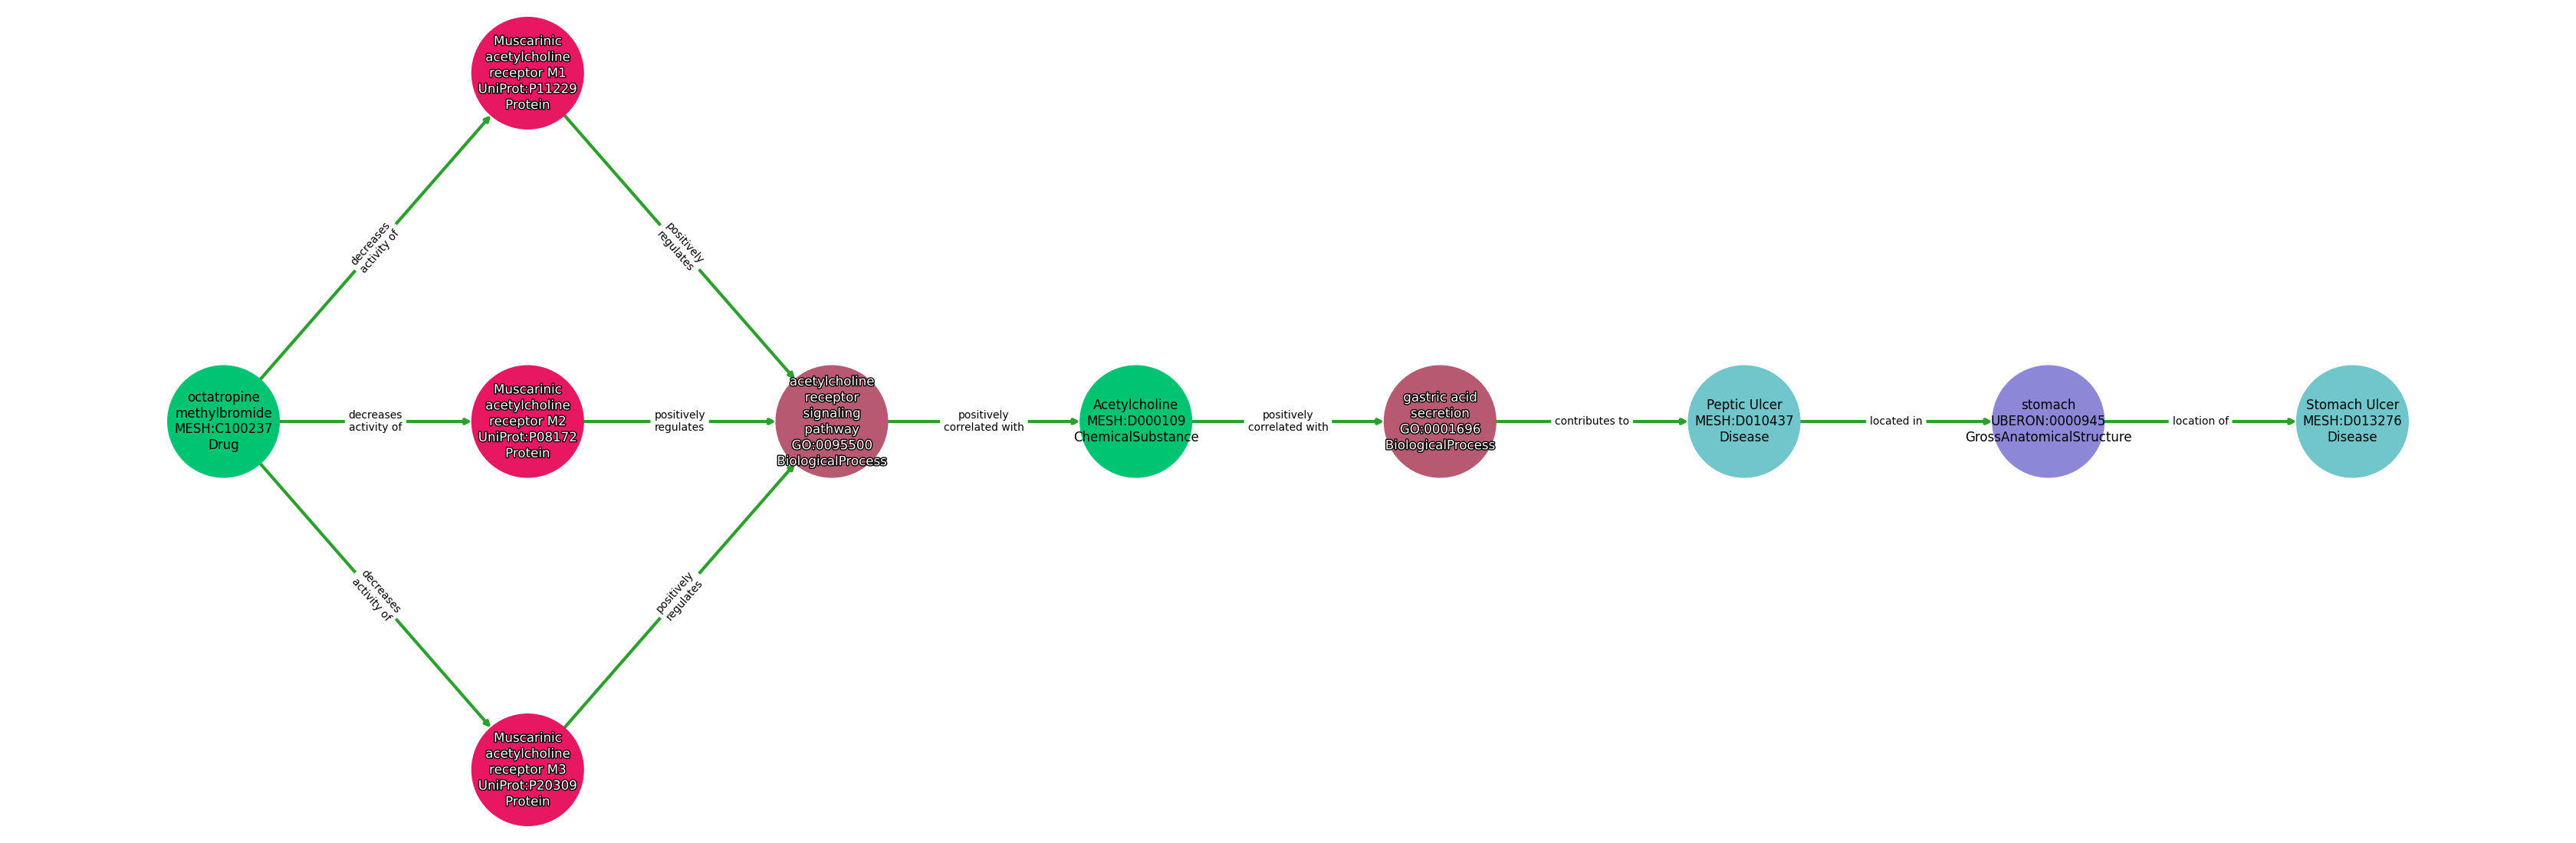 Muscarinic
acetylcholine
receptor M1
UniProt:P11229
Protein
decreases
activity of
positively
regulates
octatropine
methylbromide
MESH:C100237
Drug
decreases
activity of
Muscarinic
acetylcholine
receptor M2
UniProt:P08172
Protein
positively
regulates
acetylcholine
receptor
signaling
pathway
GO:0095500
BiologicalProcess
positively
correlated with
Acetylcholine
MESH:D000109
ChemicalSubstance
positively
correlated with
gastric acid
secretion
GO:0001696
BiologicalProcess
contributes to
Peptic Ulcer
MESH:D010437
Disease
located in
stomach
UBERON:0000945
GrossAnatomicalStructure
location of
Stomach Ulcer
MESH:D013276
Disease
decreases
activity of
positively
regulates
Muscarinic
acetylcholine
receptor M3
UniProt:P20309
Protein